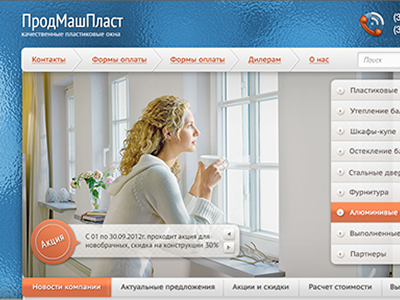 ПродМашПласт
качественные пластиковые окна
(3
(3
Контакты
Формы оплаты
Формы оплаты
Дилерам
О нас
Поиск
Пластиковые
Утепление ба
Шкафы-купе
Остекление ба
Стальные двер
Фурнитура
Алюминивые
Выполненные
Партнеры
Акция
С 01 по 30.09.2012г. проходит акция для
новобрачных, скидка на конструкции 30%
Новости компании
Актуальные предложения
Акции и скидки
Расчет стоимости
Вы